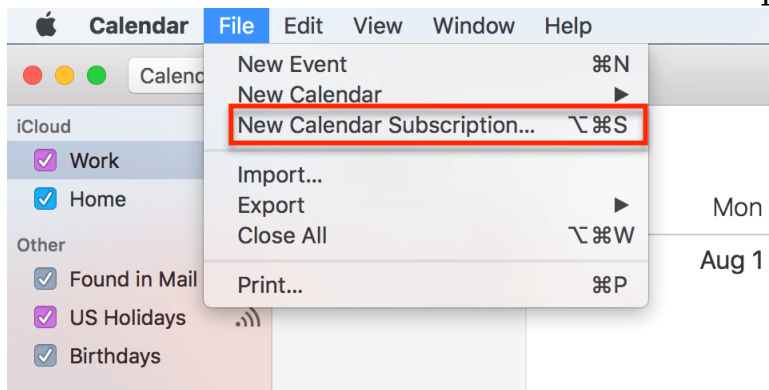 Calendar File Edit View Window Help
Calend
New Event ⌘N
New Calendar ▶
New Calendar Subscription... ⌥⌘S
Import...
Export ▶
Close All ⌥⌘W
Print... ⌘P
iCloud
Work
Home
Other
Found in Mail
US Holidays
Birthdays
Mon
Aug 1